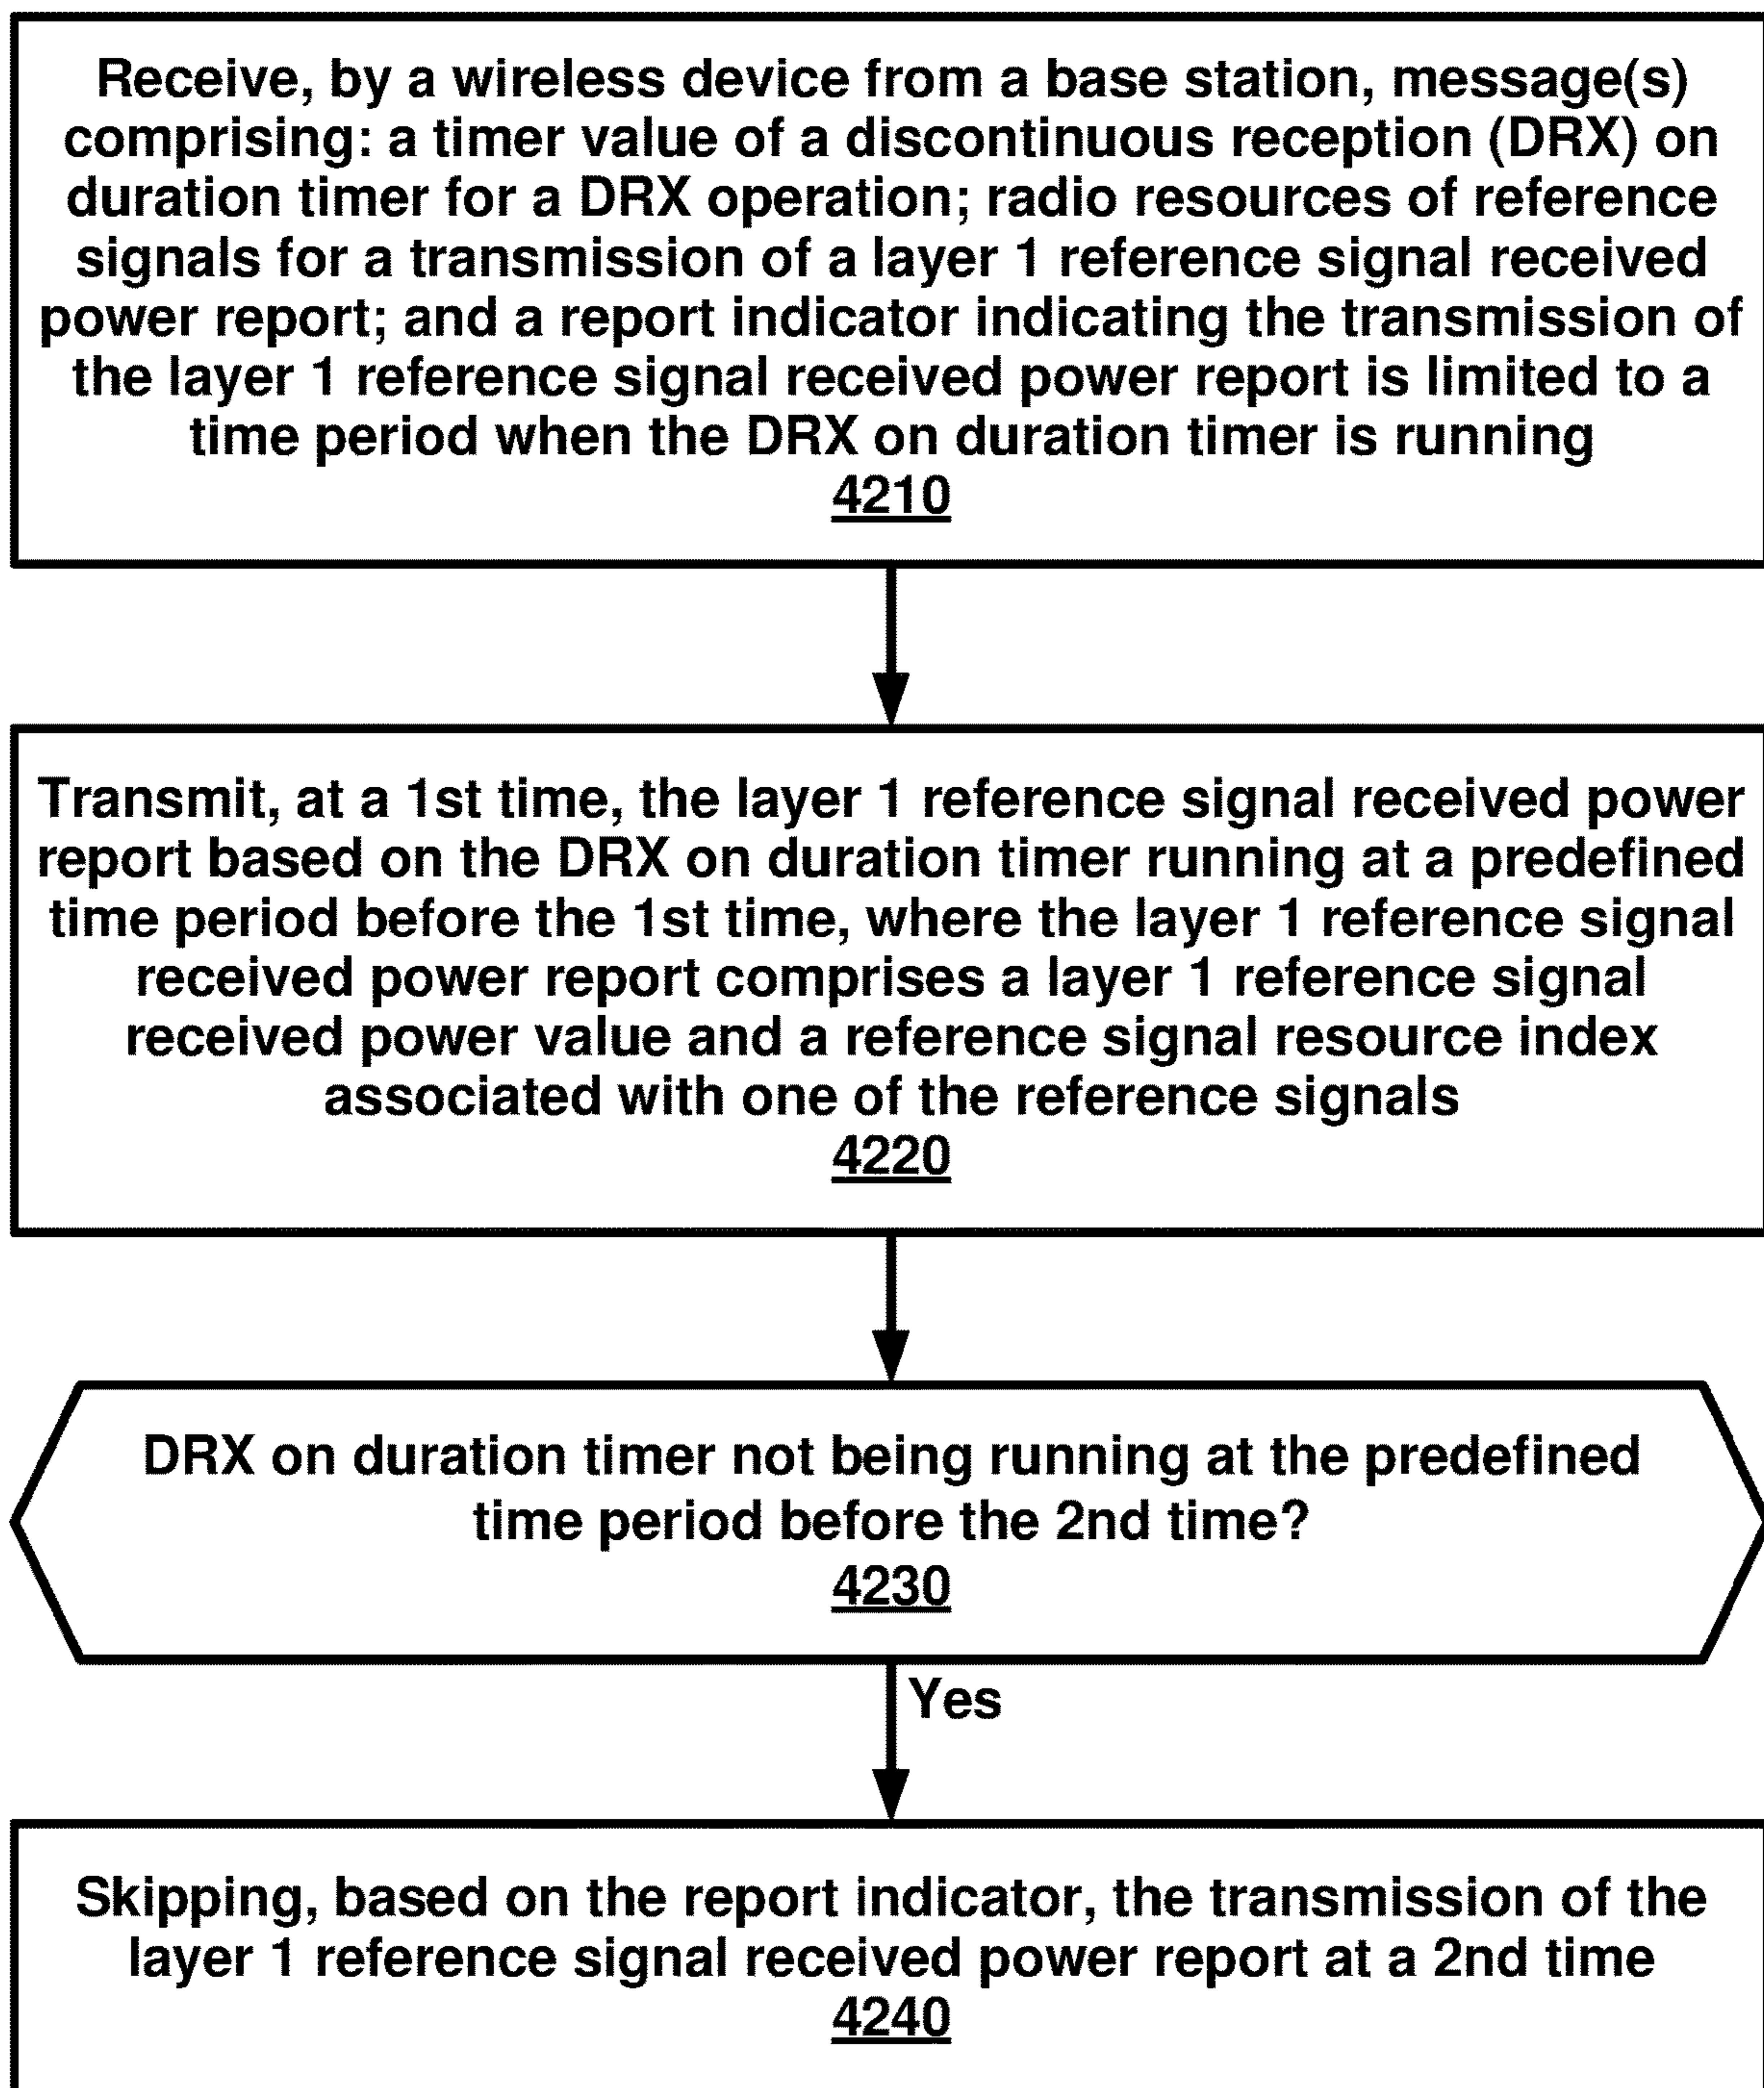 Receive, by a wireless device from a base station, message(s)
comprising: a timer value of a discontinuous reception (DRX) on
duration timer for a DRX operation; radio resources of reference
signals for a transmission of a layer 1 reference signal received
power report; and a report indicator indicating the transmission of
the layer 1 reference signal received power report is limited to a
time period when the DRX on duration timer is running
4210
Transmit, at a 1st time, the layer 1 reference signal received power
report based on the DRX on duration timer running at a predefined
time period before the 1st time, where the layer 1 reference signal
received power report comprises a layer 1 reference signal
received power value and a reference signal resource index
associated with one of the reference signals
4220
DRX on duration timer not being running at the predefined
time period before the 2nd time?
4230
Yes
Skipping, based on the report indicator, the transmission of the
layer 1 reference signal received power report at a 2nd time
4240